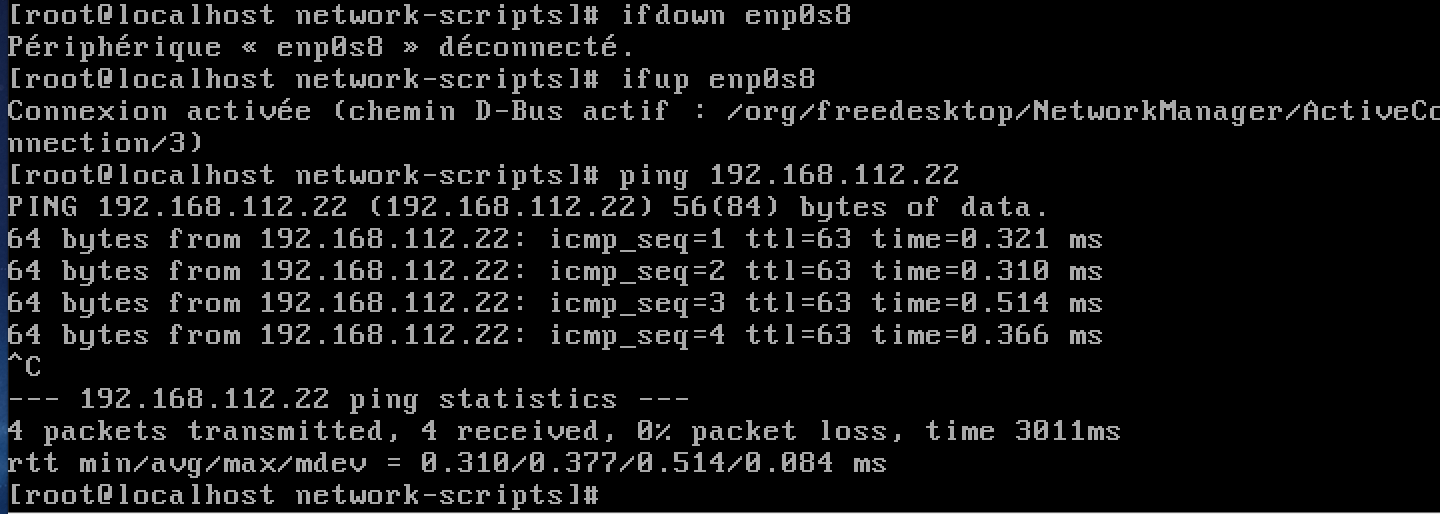 [root@localhost network-scripts]# ifdown enp0s8
Périphérique « enp0s8 » déconnecté.
[root@localhost network-scripts]# ifup enp0s8
Connexion activée (chemin D-Bus actif : /org/freedesktop/NetworkManager/ActiveCo
nnection/3)
[root@localhost network-scripts]# ping 192.168.112.22
PING 192.168.112.22 (192.168.112.22) 56(84) bytes of data.
64 bytes from 192.168.112.22: icmp_seq=1 ttl=63 time=0.321 ms
64 bytes from 192.168.112.22: icmp_seq=2 ttl=63 time=0.310 ms
64 bytes from 192.168.112.22: icmp_seq=3 ttl=63 time=0.514 ms
64 bytes from 192.168.112.22: icmp_seq=4 ttl=63 time=0.366 ms
^C
--- 192.168.112.22 ping statistics ---
4 packets transmitted, 4 received, 0% packet loss, time 3011ms
rtt min/avg/max/mdev = 0.310/0.377/0.514/0.084 ms
[root@localhost network-scripts]#